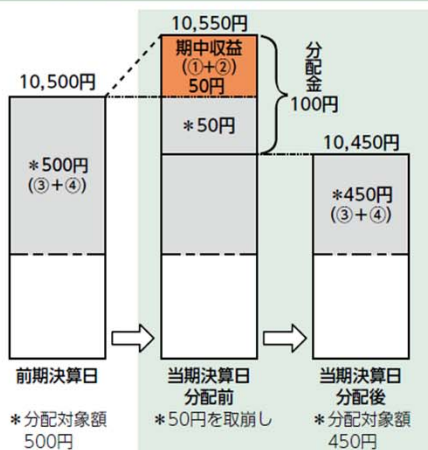 10,550円
期中収益
(①+②)
50円
分配金
100円
10,500円
*50円
10,450円
*500円
(③+④)
*450円
(③+④)
前期決算日
当期決算日
分配前
当期決算日
分配後
*分配対象額
500円
*50円を取崩し
*分配対象額
450円